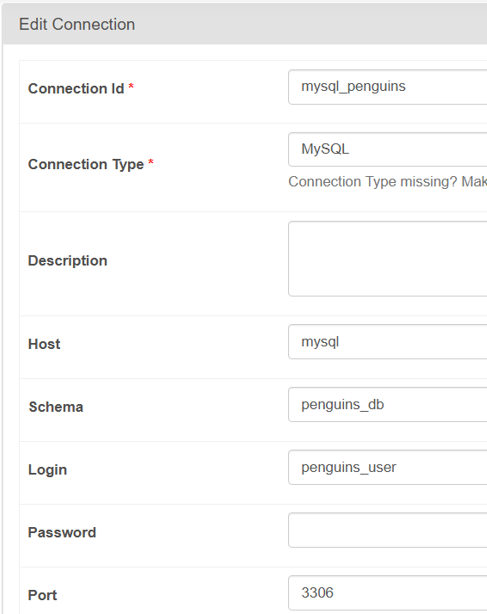 Edit Connection
Connection Id *
mysql_penguins
Connection Type *
MySQL
Connection Type missing? Mak
Description
Host
mysql
Schema
penguins_db
Login
penguins_user
Password
Port
3306